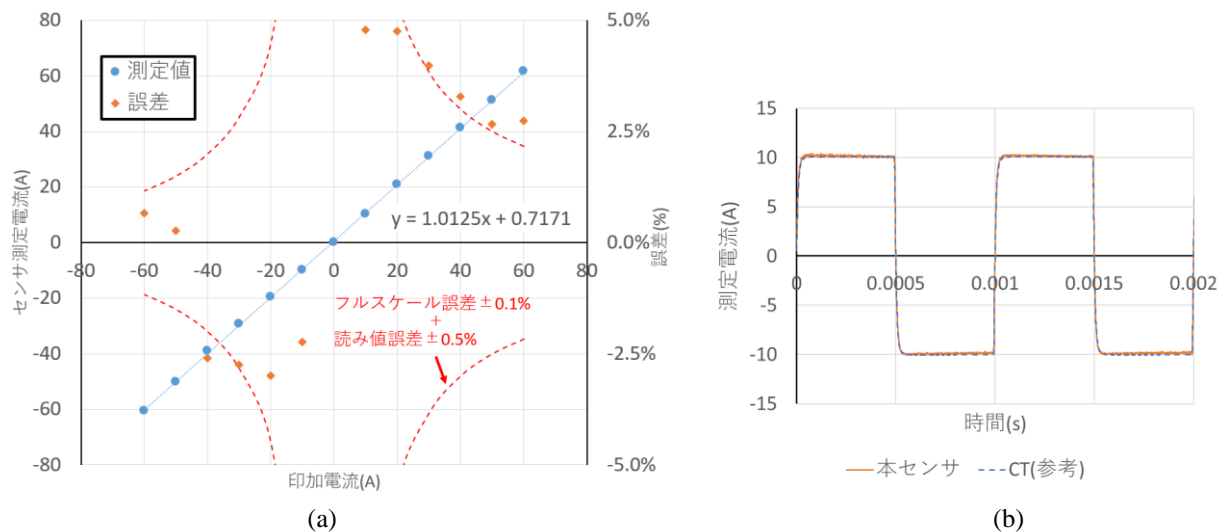 80
60
40
20
0
-20
-40
-60
-80
センサ測定電流(A)
測定値
誤差
5.0%
2.5%
0.0%
-2.5%
-5.0%
誤差(%)
y = 1.0125x + 0.7171
-80 -60 -40 -20 0 20 40 60 80
フルスケール誤差±0.1%
+
読み値誤差±0.5%
印加電流(A)
(a)
15
10
5
0
-5
-10
-15
測定電流(A)
0 0.0005 0.001 0.0015 0.002
時間(s)
本センサ CT(参考)
(b)